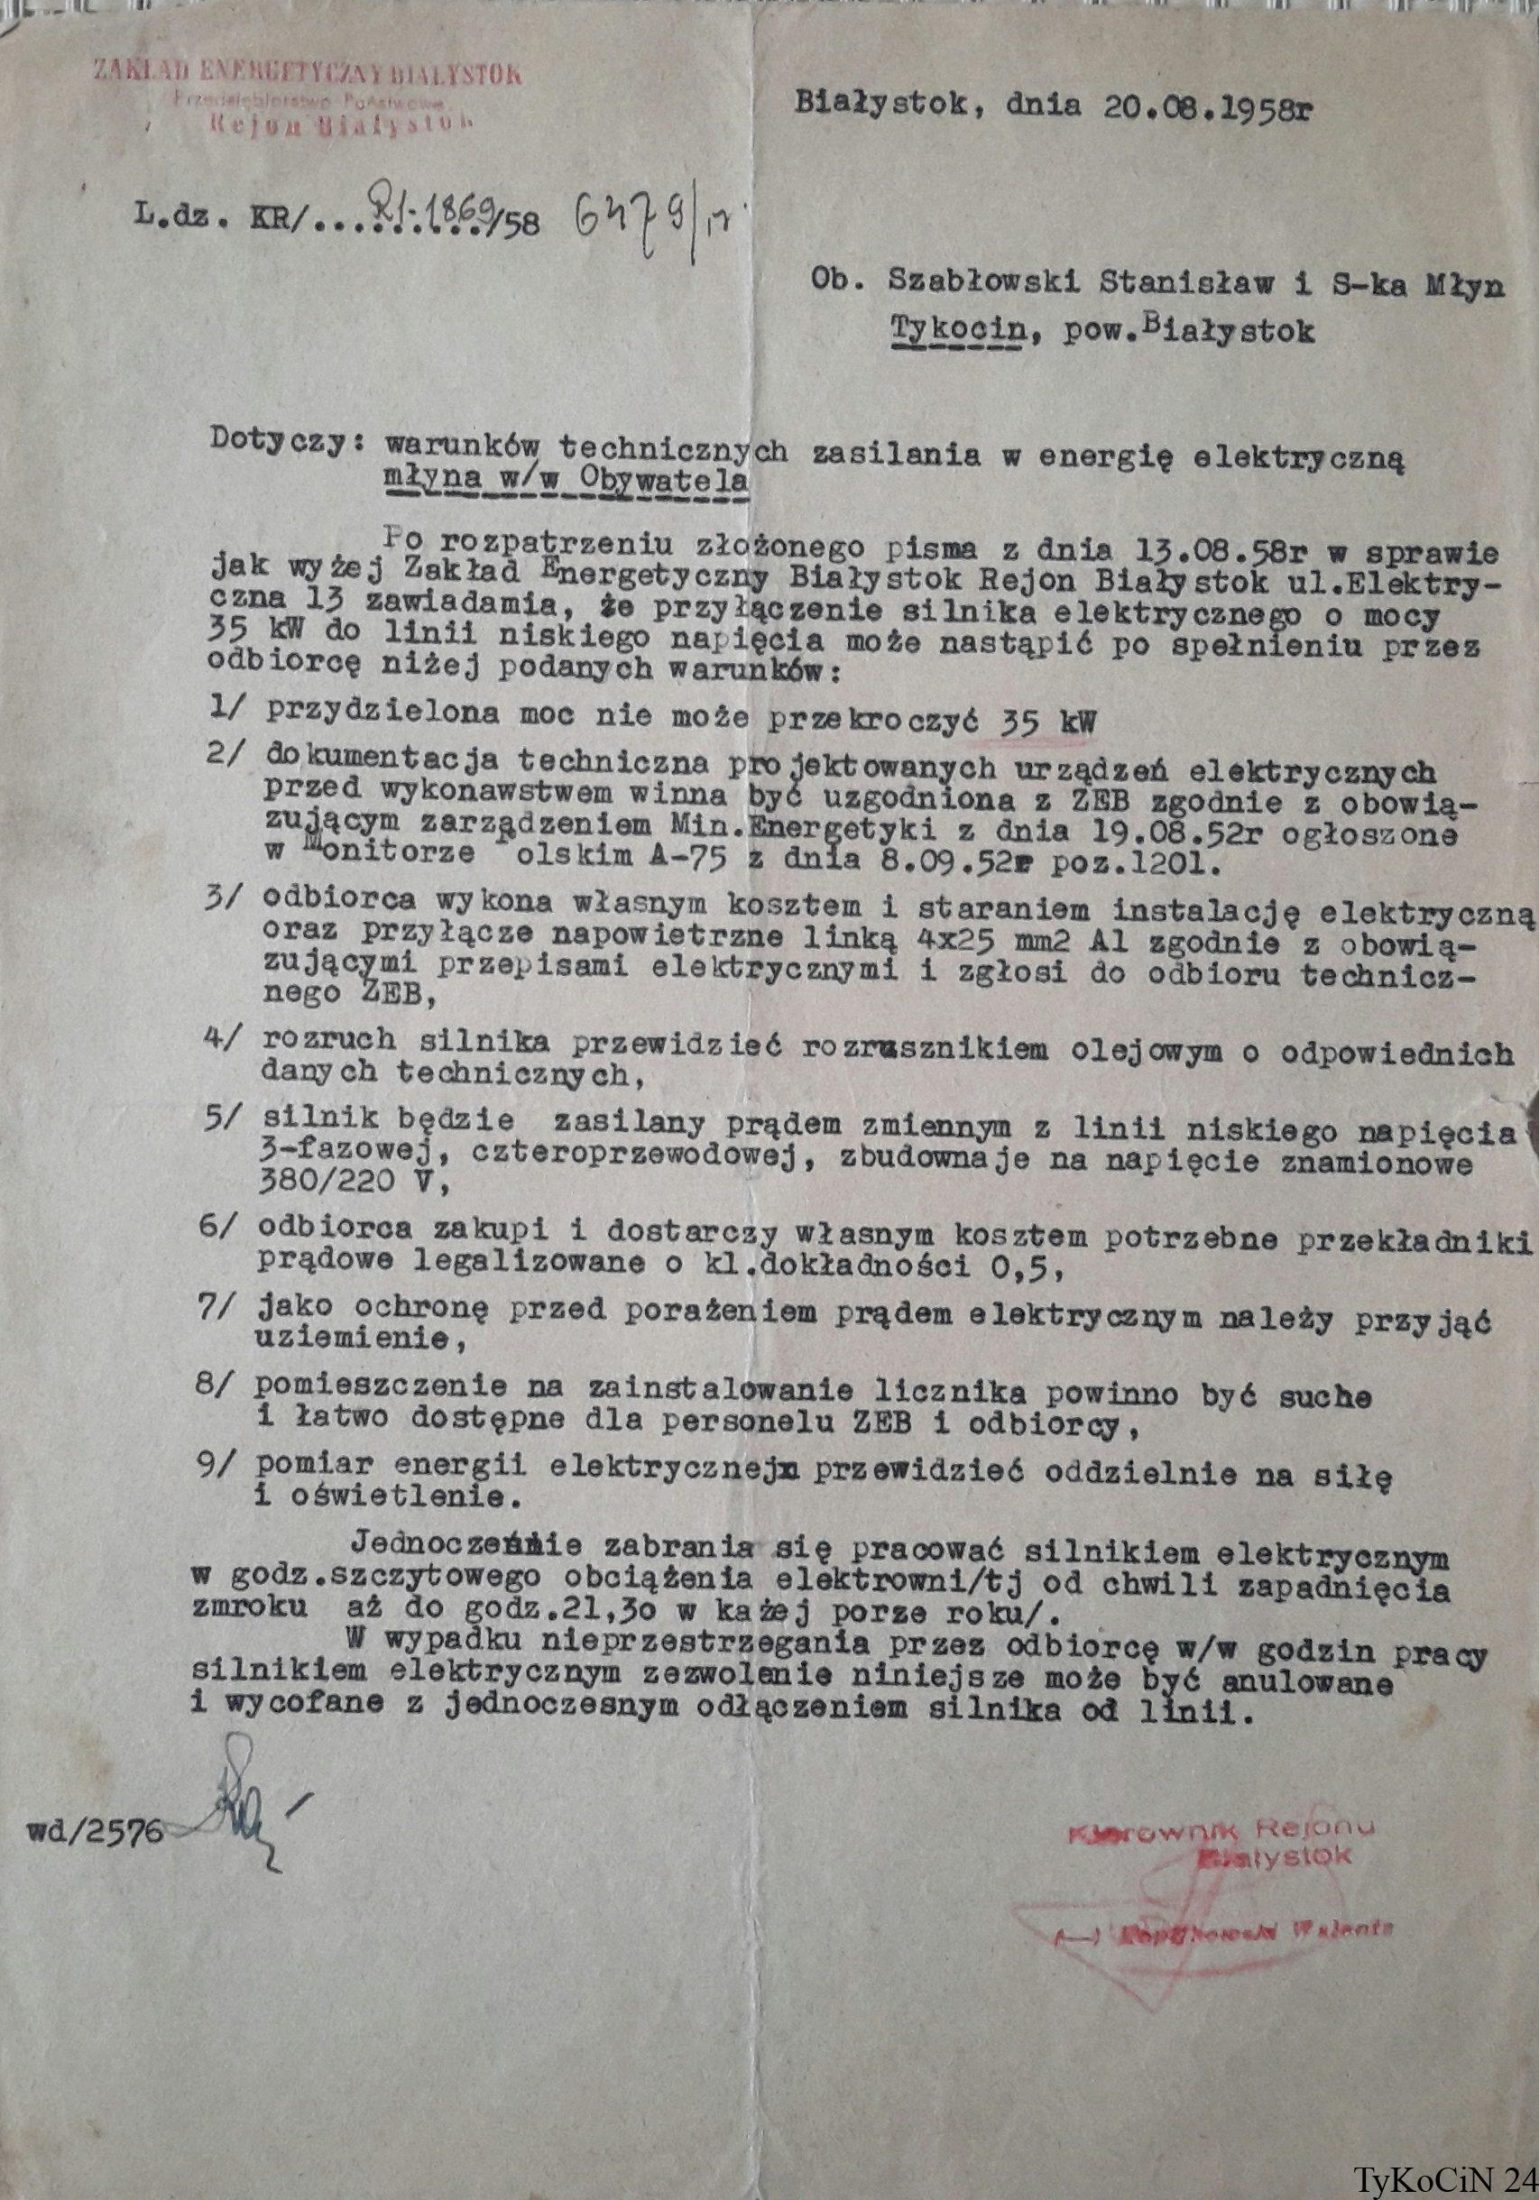 ZAKŁAD ENERGETYCZNY BIAŁYSTOK
Przedsiębiorstwo Państwowe
Rejon Białystok
Białystok, dnia 20.08.1958r
L.dz. KR/...RI-1869/58 6479/
Ob. Szabłowski Stanisław i S-ka Młyn
Tykocin, pow.Białystok
Dotyczy: warunków technicznych zasilania w energię elektryczną
młyna w/w Obywatela
Po rozpatrzeniu złożonego pisma z dnia 13.08.58r w sprawie
jak wyżej Zakład Energetyczny Białystok Rejon Białystok ul.Elektry-
czna 13 zawiadamia, że przyłączenie silnika elektrycznego o mocy
35 kW do linii niskiego napięcia może nastąpić po spełnieniu przez
odbiorcę niżej podanych warunków:
1/ przydzielona moc nie może przekroczyć 35 kW
2/ dokumentacja techniczna projektowanych urządzeń elektrycznych
przed wykonawstwem winna być uzgodniona z ZEB zgodnie z obowią-
zującym zarządzeniem Min.Energetyki z dnia 19.08.52r ogłoszone
w Monitorze Polskim A-75 z dnia 8.09.52r poz.1201.
3/ odbiorca wykona własnym kosztem i staraniem instalację elektryczną
oraz przyłącze napowietrzne linką 4x25 mm2 Al zgodnie z obowią-
zującymi przepisami elektrycznymi i zgłosi do odbioru technicz-
nego ZEB,
4/ rozruch silnika przewidzieć rozrusznikiem olejowym o odpowiednich
danych technicznych,
5/ silnik będzie zasilany prądem zmiennym z linii niskiego napięcia
3-fazowej, czteroprzewodowej, zbudownaje na napięcie znamionowe
380/220 V,
6/ odbiorca zakupi i dostarczy własnym kosztem potrzebne przekładniki
prądowe legalizowane o kl.dokładności 0,5,
7/ jako ochronę przed porażeniem prądem elektrycznym należy przyjąć
uziemienie,
8/ pomieszczenie na zainstalowanie licznika powinno być suche
i łatwo dostępne dla personelu ZEB i odbiorcy,
9/ pomiar energii elektrycznej przewidzieć oddzielnie na siłę
i oświetlenie.
Jednocześnie zabrania się pracować silnikiem elektrycznym
w godz.szczytowego obciążenia elektrowni/tj od chwili zapadnięcia
zmroku aż do godz.21,30 w każej porze roku/.
W wypadku nieprzestrzegania przez odbiorcę w/w godzin pracy
silnikiem elektrycznym zezwolenie niniejsze może być anulowane
i wycofane z jednoczesnym odłączeniem silnika od linii.
wd/2576
Kierownik Rejonu
Białystok
(—) Walenty
TyKoCiN 24